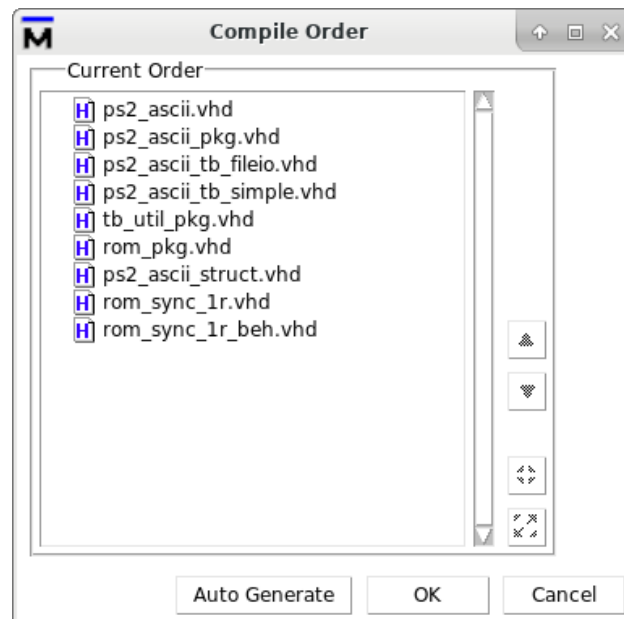 M
Compile Order
Current Order
H ps2_ascii.vhd
H ps2_ascii_pkg.vhd
H ps2_ascii_tb_fileio.vhd
H ps2_ascii_tb_simple.vhd
H tb_util_pkg.vhd
H rom_pkg.vhd
H ps2_ascii_struct.vhd
H rom_sync_1r.vhd
H rom_sync_1r_beh.vhd
Auto Generate OK Cancel